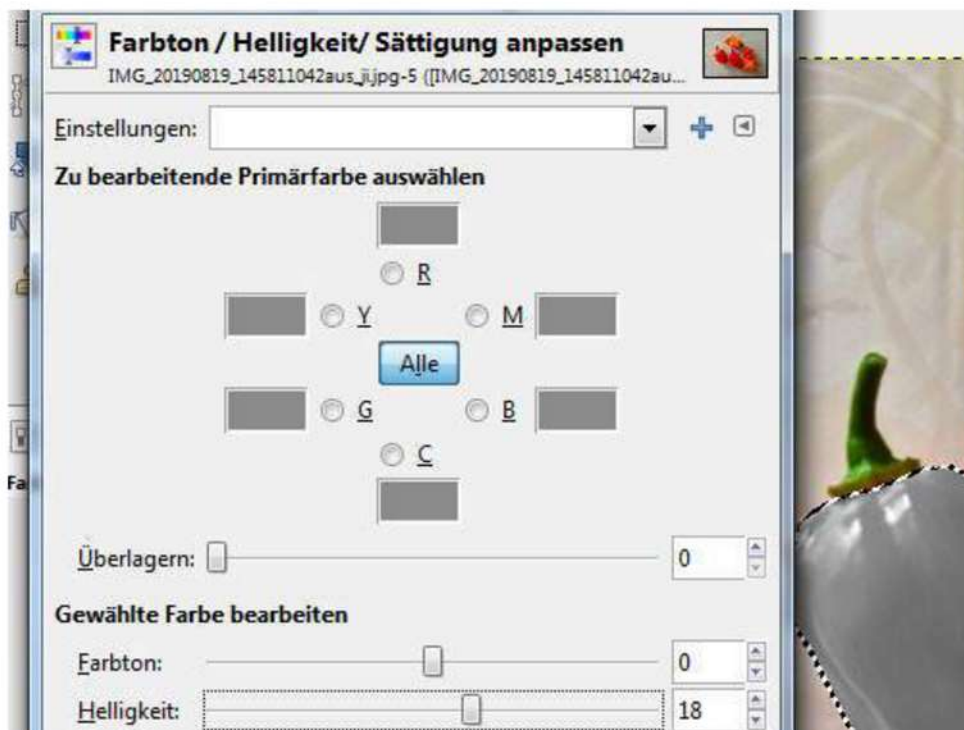 Farbton / Helligkeit/ Sättigung anpassen
IMG_20190819_145811042aus_ji.jpg-5 ([IMG_20190819_145811042au...
Einstellungen:
Zu bearbeitende Primärfarbe auswählen
R
Y M
Alle
G B
C
Fa
Überlagern: 0
Gewählte Farbe bearbeiten
Farbton: 0
Helligkeit: 18